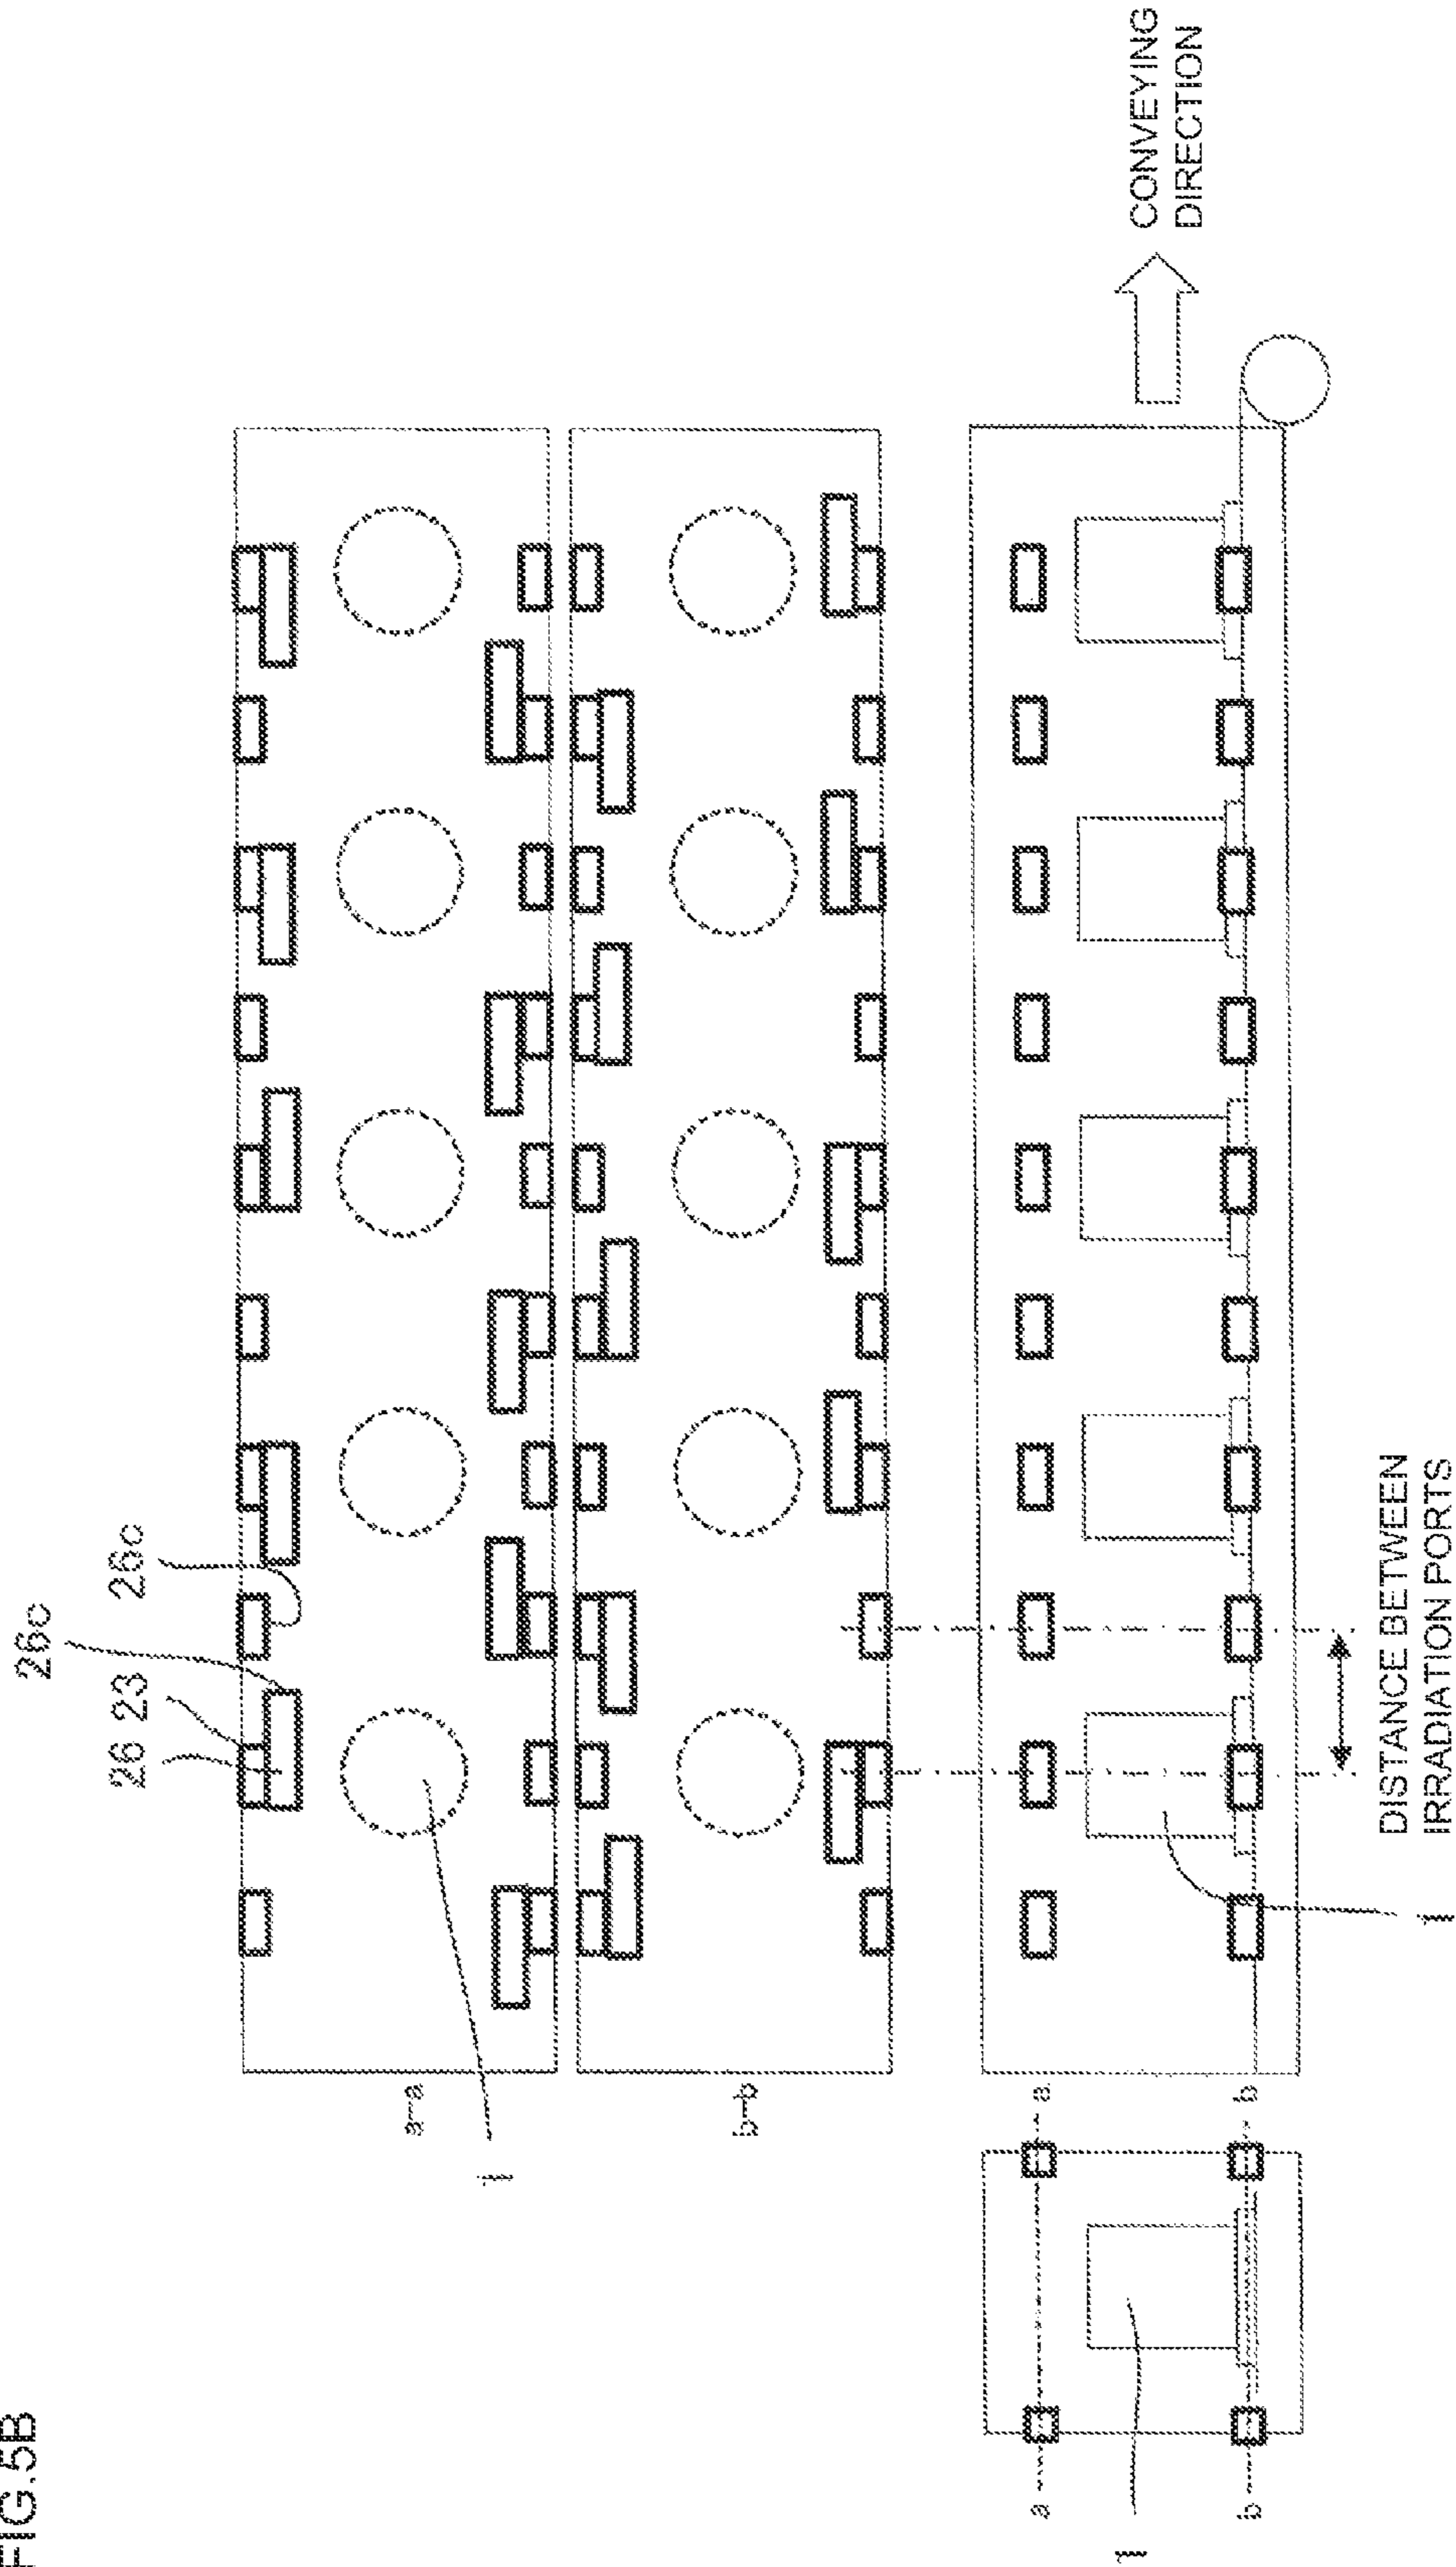 FIG.5B
26c
26 23 26c
1
a-a
b-b
CONVEYING
DIRECTION
a a
b b
1
1
DISTANCE BETWEEN
IRRADIATION PORTS